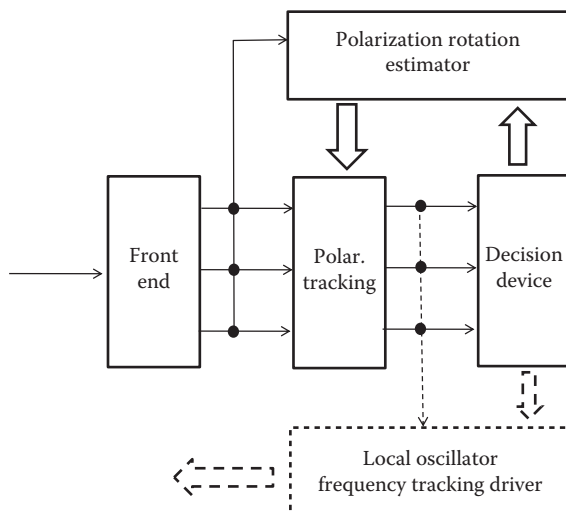 Polarization rotation
estimator
Front
end
Polar.
tracking
Decision
device
Local oscillator
frequency tracking driver